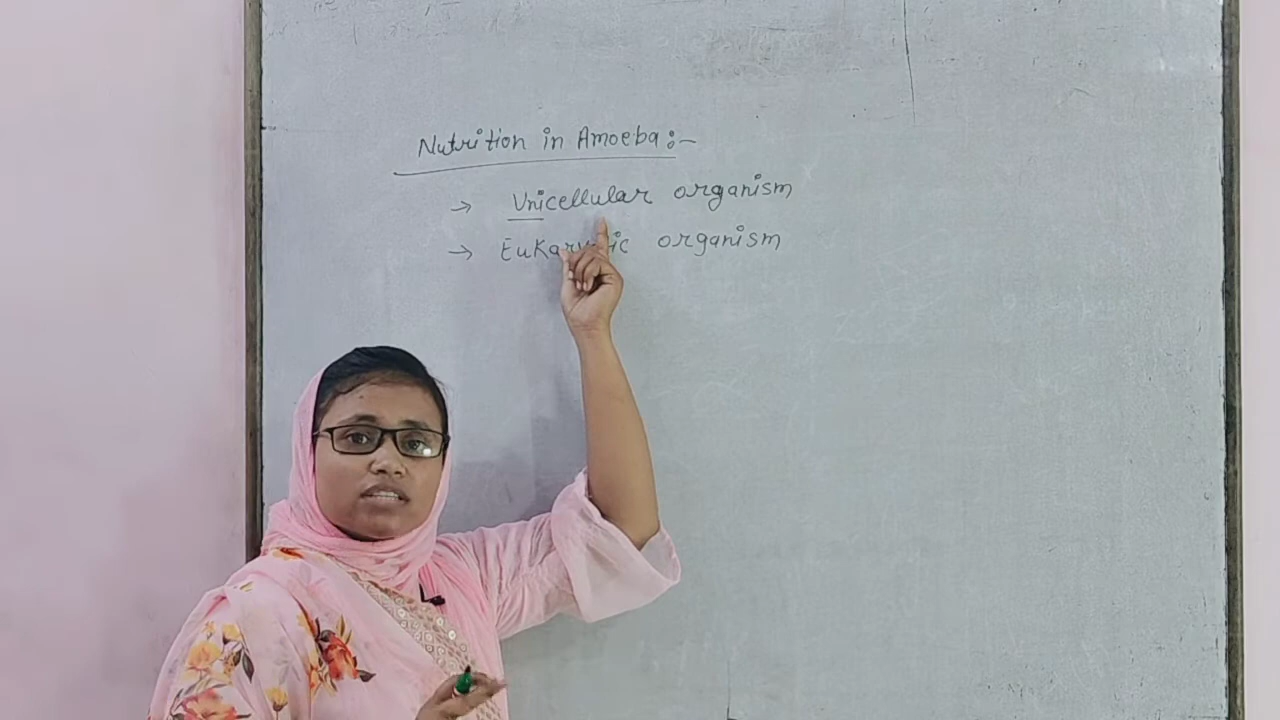 Nutrition in Amoeba :-
→ Unicellular organism
→ organism